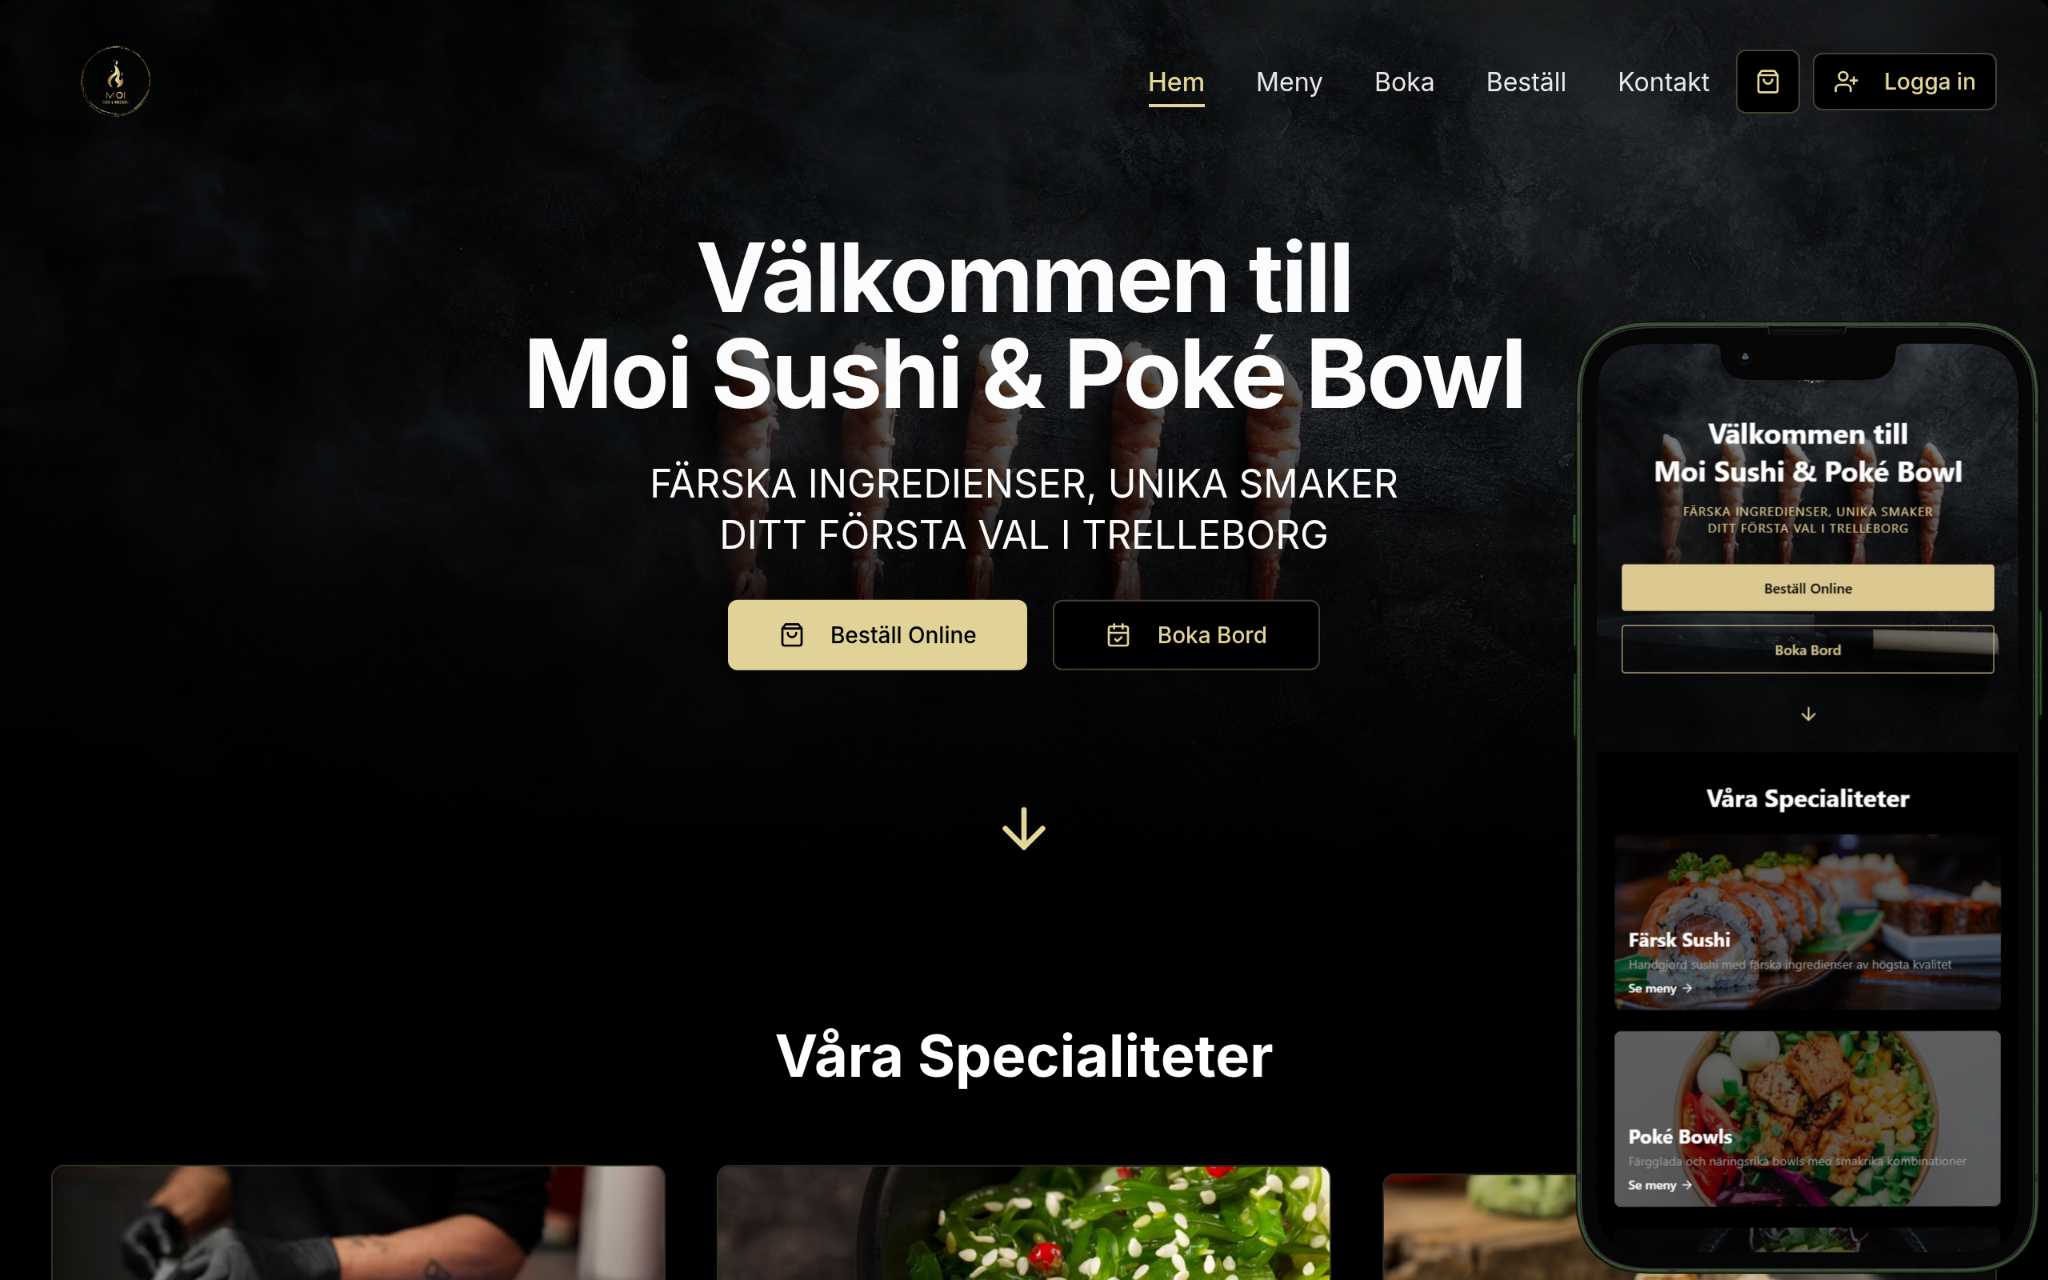 MOI
Hem
Meny
Boka
Beställ
Kontakt
Logga in
Välkommen till
Moi Sushi & Poké Bowl
FÄRSKA INGREDIENSER, UNIKA SMAKER
DITT FÖRSTA VAL I TRELLEBORG
Beställ Online
Boka Bord
Våra Specialiteter
Välkommen till
Moi Sushi & Poké Bowl
FÄRSKA INGREDIENSER, UNIKA SMAKER
DITT FÖRSTA VAL I TRELLEBORG
Beställ Online
Boka Bord
Våra Specialiteter
Färsk Sushi
Handgjord sushi med färska ingredienser av högsta kvalitet
Se meny →
Poké Bowls
Färgglada och näringsrika bowls med smakrika kombinationer
Se meny →